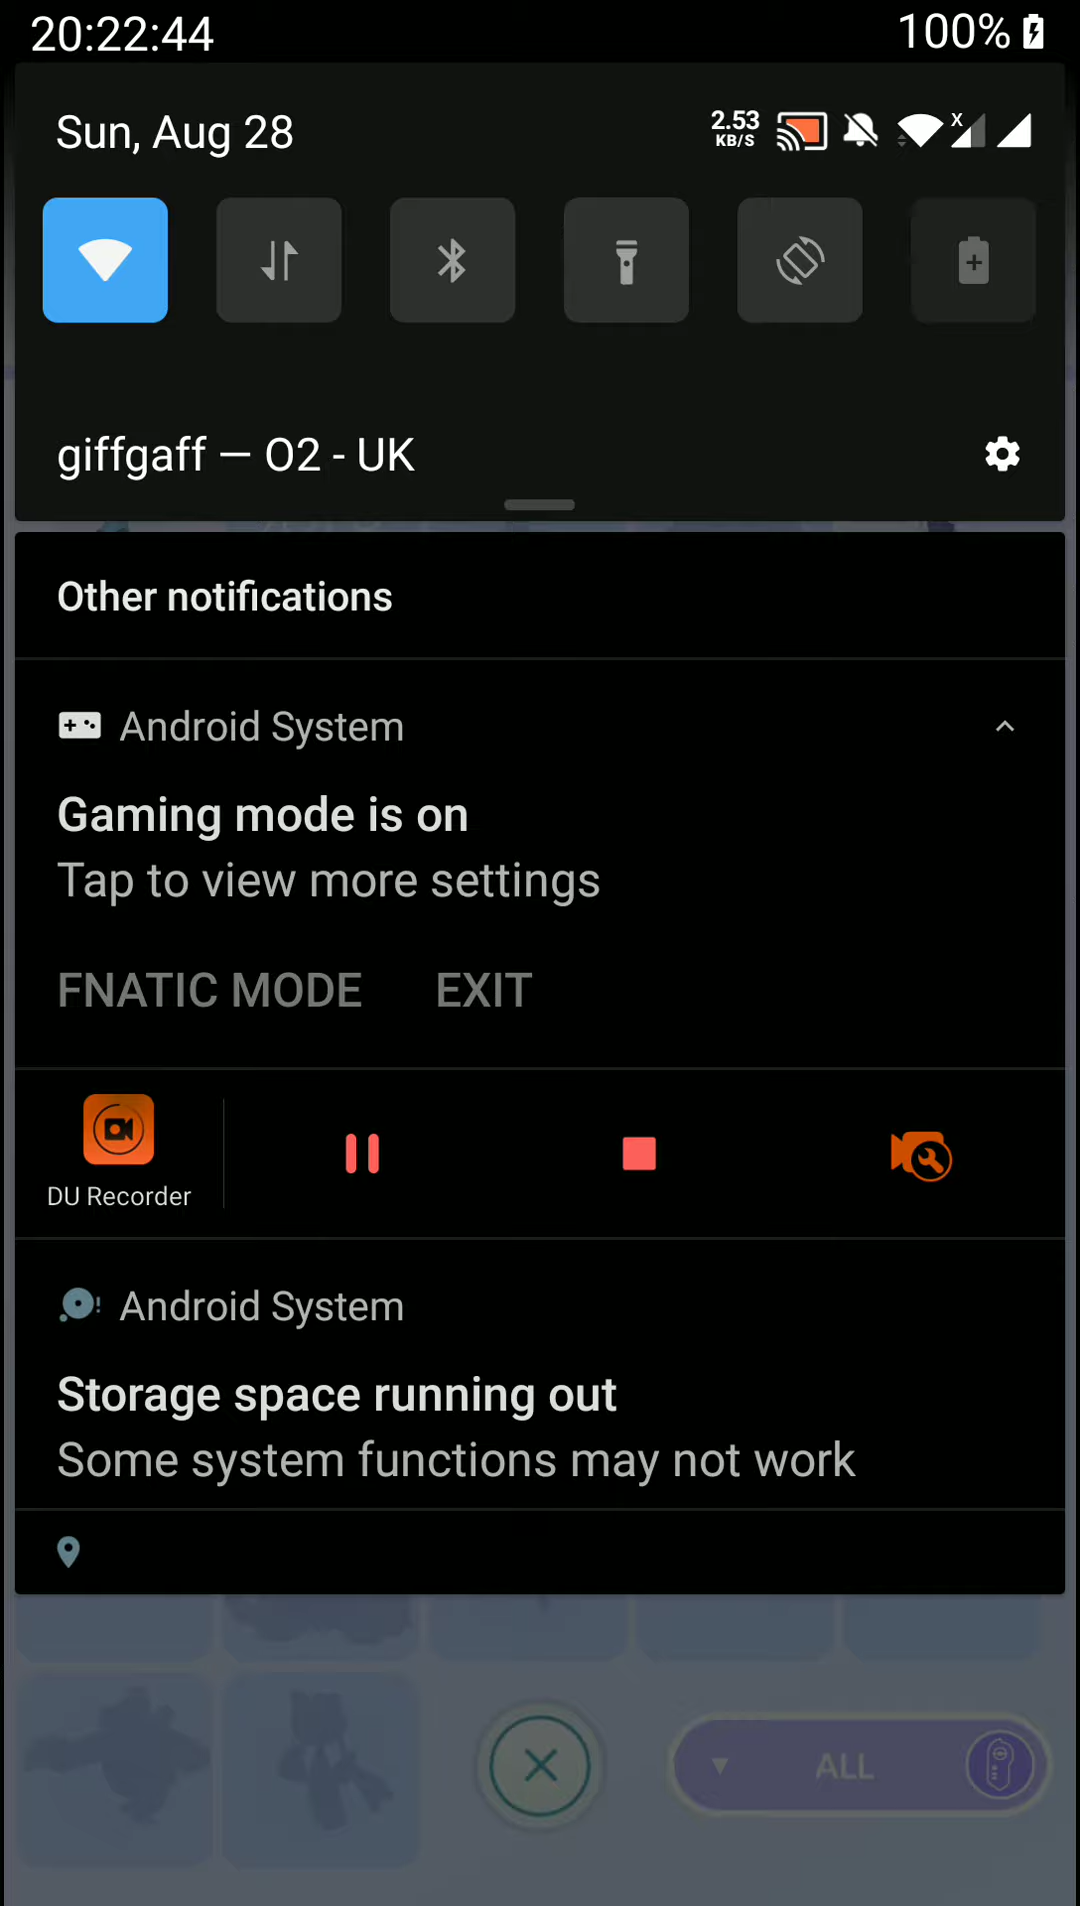 20:22:44
100%
Sun, Aug 28
2.53
KB/S
X
giffgaff — O2 - UK
Other notifications
Android System
Gaming mode is on
Tap to view more settings
FNATIC MODE EXIT
DU Recorder
Android System
Storage space running out
Some system functions may not work
ALL